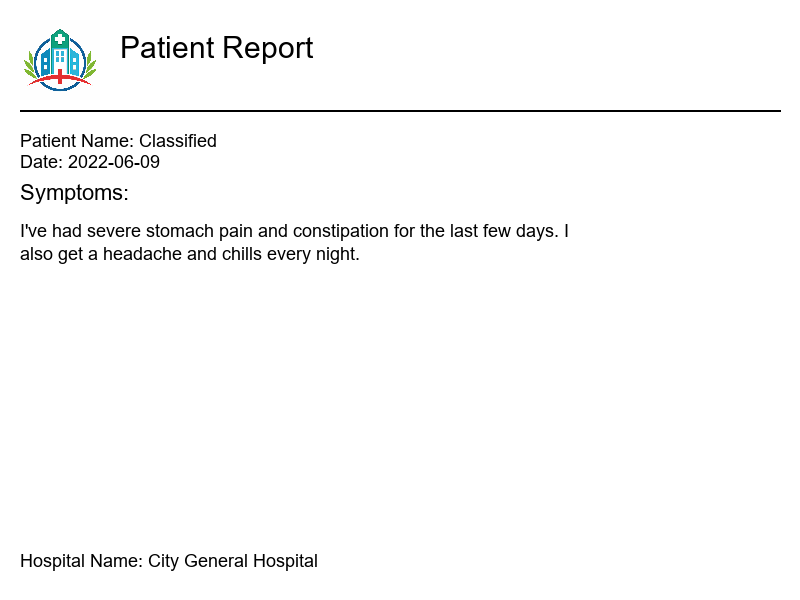 Patient Report
Patient Name: Classified
Date: 2022-06-09
Symptoms:
I've had severe stomach pain and constipation for the last few days. I
also get a headache and chills every night.
Hospital Name: City General Hospital